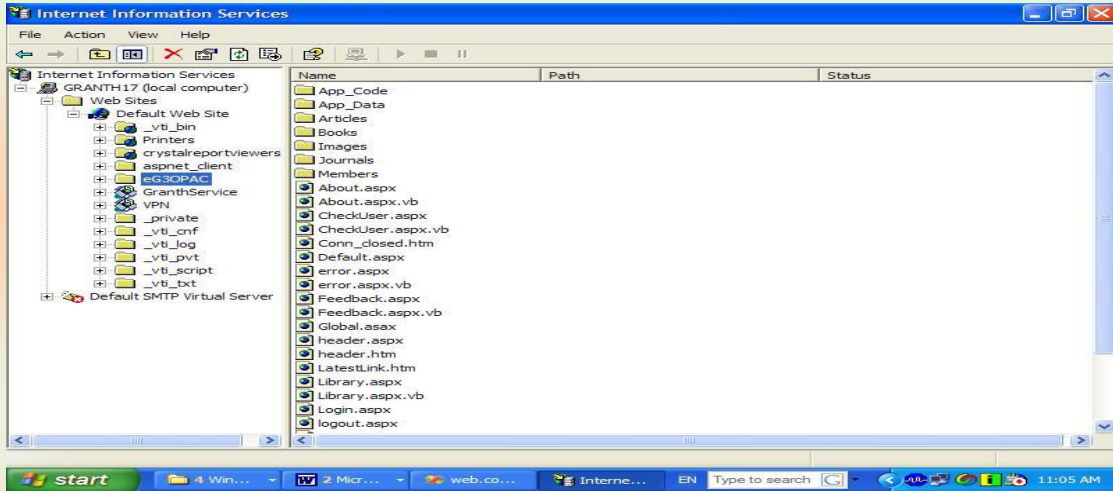 Internet Information Services
File Action View Help
Internet Information Services
GRANTH17 (local computer)
Web Sites
Default Web Site
_vti_bin
Printers
crystalreportviewers
aspnet_client
eG3OPAC
GranthService
VPN
_private
_vti_cnf
_vti_log
_vti_pvt
_vti_script
_vti_txt
Default SMTP Virtual Server
Name Path Status
App_Code
App_Data
Articles
Books
Images
Journals
Members
About.aspx
About.aspx.vb
CheckUser.aspx
CheckUser.aspx.vb
Conn_closed.htm
Default.aspx
error.aspx
error.aspx.vb
Feedback.aspx
Feedback.aspx.vb
Global.asax
header.aspx
header.htm
LatestLink.htm
Library.aspx
Library.aspx.vb
Login.aspx
logout.aspx
start 4 Win... 2 Micr... web.co... Interne... EN Type to search G 11:05 AM